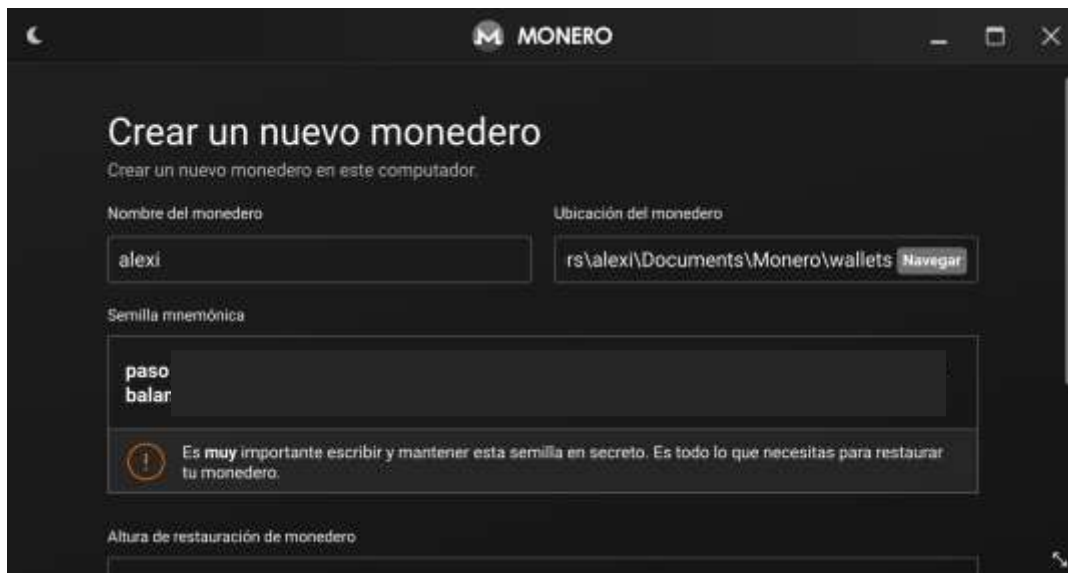 MONERO
Crear un nuevo monedero
Crear un nuevo monedero en este computador.
Nombre del monedero
Ubicación del monedero
alexi
rs\alexi\Documents\Monero\wallets
Navegar
Semilla mnemónica
paso
balan
Es muy importante escribir y mantener esta semilla en secreto. Es todo lo que necesitas para restaurar
tu monedero.
Altura de restauración de monedero